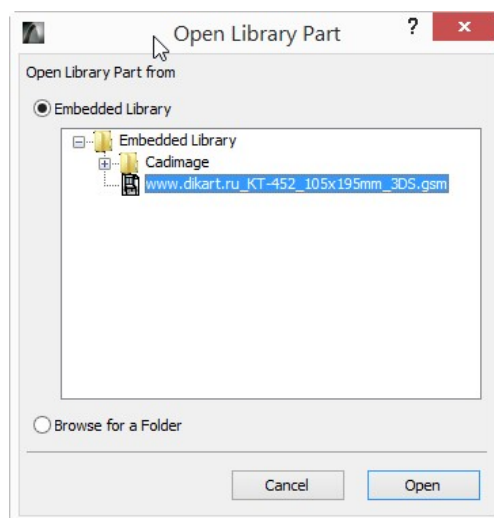 Open Library Part
?
x
Open Library Part from
Embedded Library
Embedded Library
Cadimage
www.dikart.ru_KT-452_105x195mm_3DS.gsm
Browse for a Folder
Cancel
Open